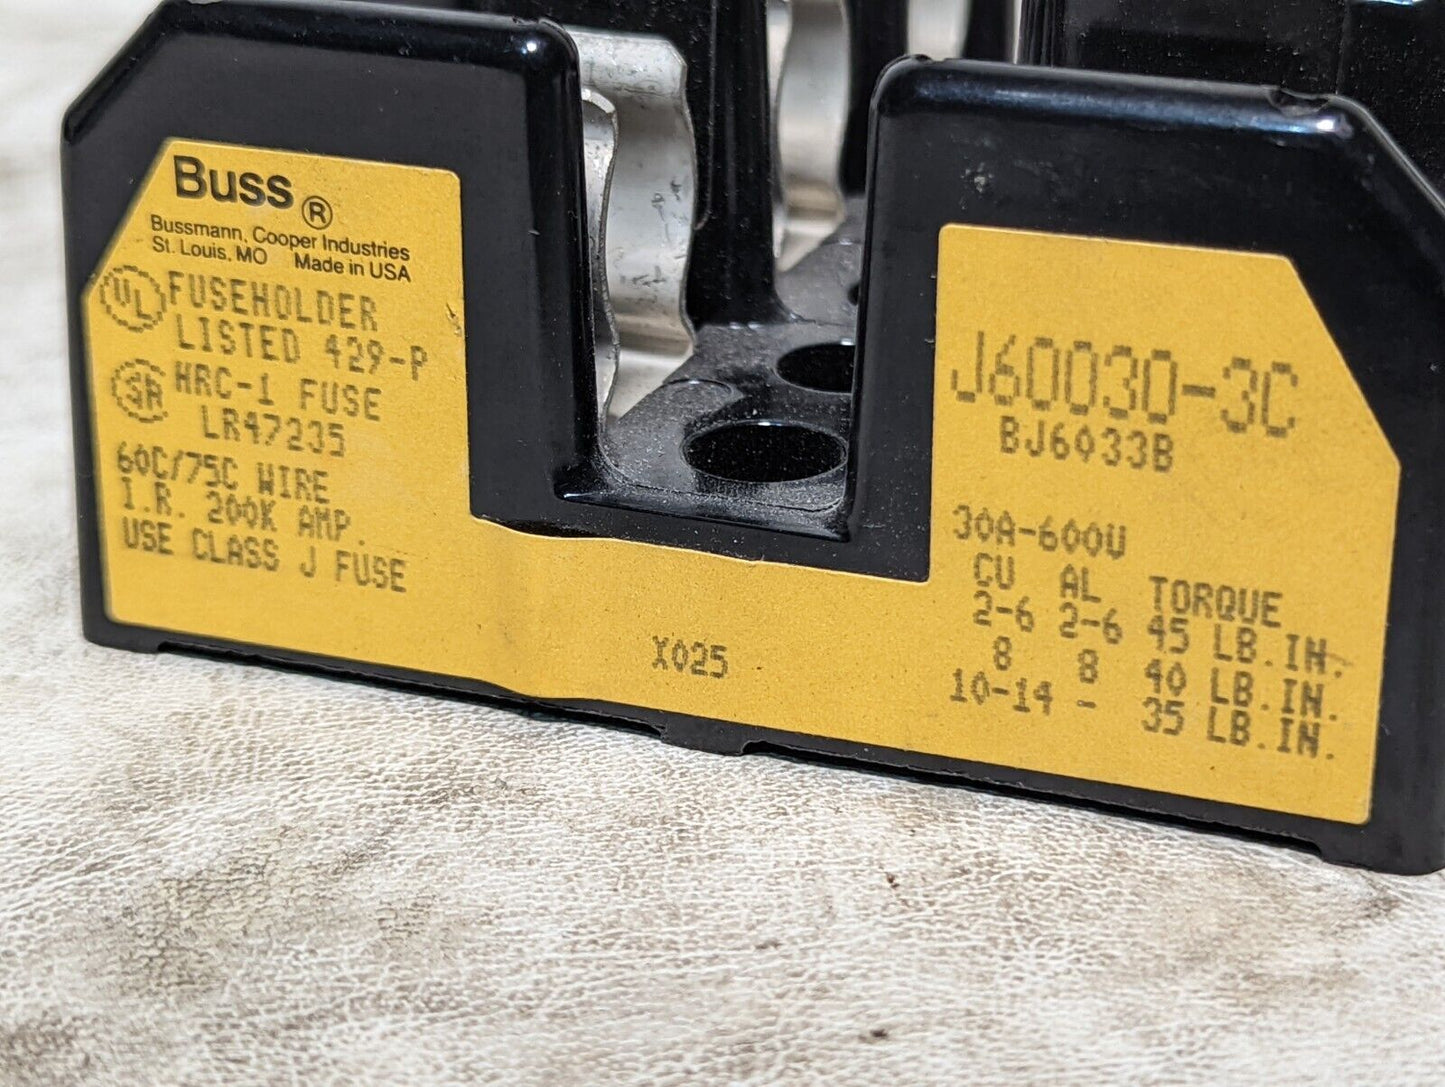 Buss ®
Bussmann, Cooper Industries
St. Louis, MO Made in USA
UL FUSEHOLDER
LISTED 429-P
SA HRC-1 FUSE
LR47235
60C/75C WIRE
I.R. 200K AMP.
USE CLASS J FUSE
X025
J60030-3C
BJ6033B
30A-600V
CU AL TORQUE
2-6 2-6 45 LB.IN.
8 8 40 LB.IN.
10-14 - 35 LB.IN.